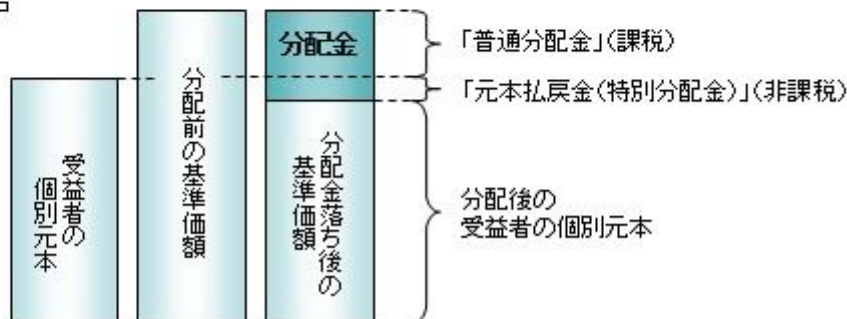 受益者の
個別元本
分配前の基準価額
分配金
分配金落ち後の
基準価額
「普通分配金」(課税)
「元本払戻金(特別分配金)」(非課税)
分配後の
受益者の個別元本